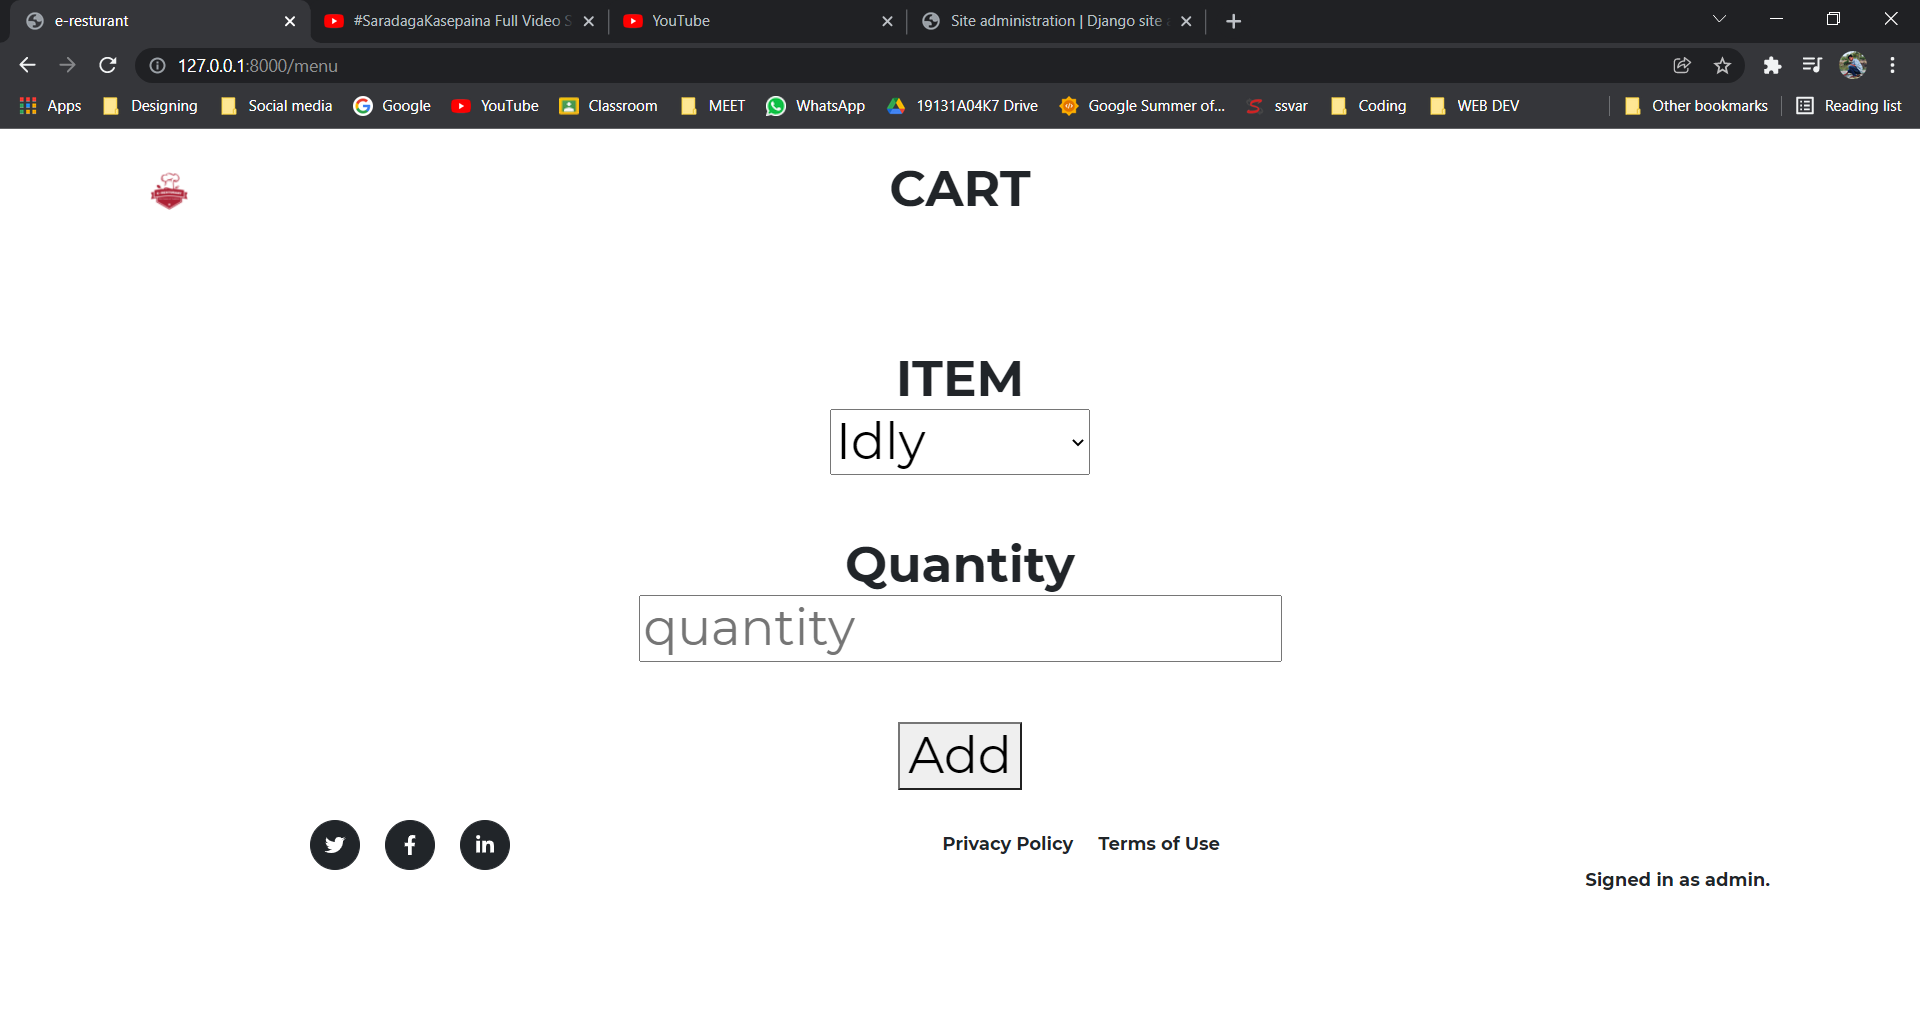 e-resturant
#SaradagaKasepaina Full Video S
YouTube
Site administration | Django site a
127.0.0.1:8000/menu
Apps Designing Social media Google YouTube Classroom MEET WhatsApp 19131A04K7 Drive Google Summer of... ssvar Coding WEB DEV Other bookmarks Reading list
CART
ITEM
Idly
Quantity
quantity
Add
Privacy Policy Terms of Use
Signed in as admin.